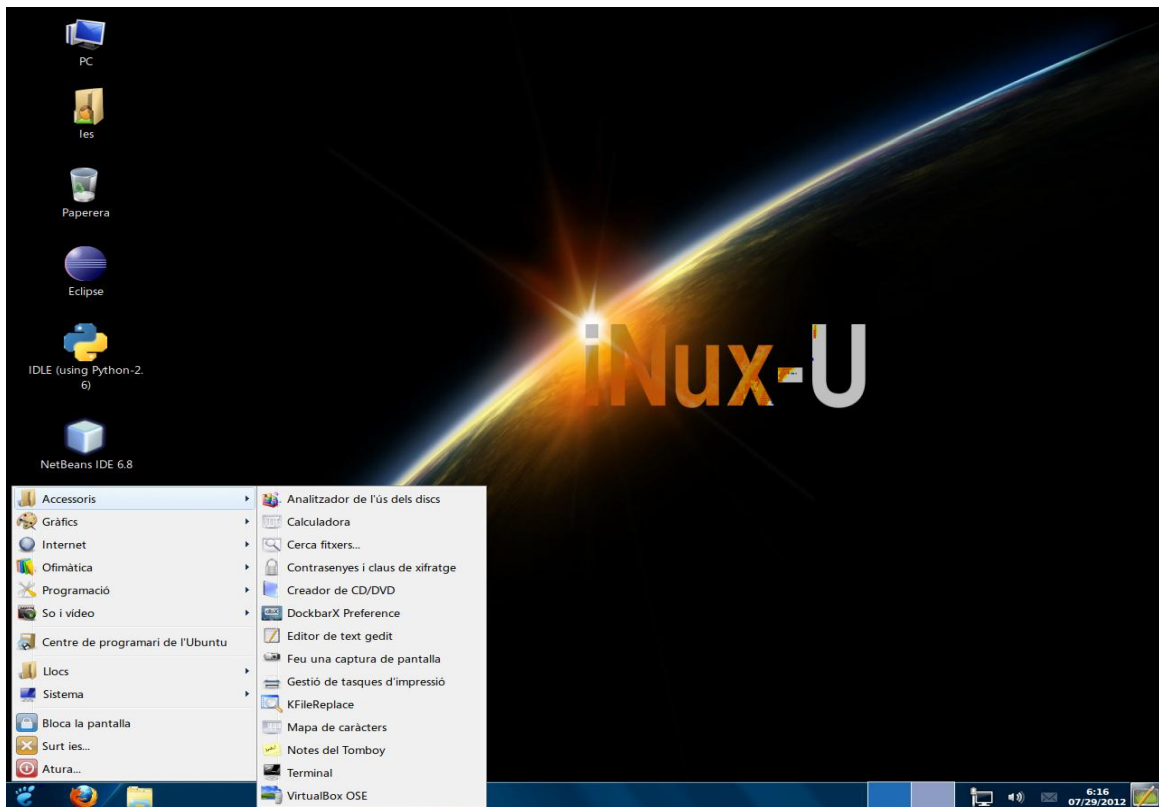 PC
Ies
Paperera
Eclipse
IDLE (using Python-2.
6)
NetBeans IDE 6.8
iNux-U
Accessoris
Gràfics
Internet
Ofimàtica
Programació
So i vídeo
Centre de programari de l'Ubuntu
Llocs
Sistema
Bloca la pantalla
Surt ies...
Atura...
Analitzador de l'ús dels discs
Calculadora
Cerca fitxers...
Contrasenyes i claus de xifratge
Creador de CD/DVD
DockbarX Preference
Editor de text gedit
Feu una captura de pantalla
Gestió de tasques d'impressió
KFileReplace
Mapa de caràcters
Notes del Tomboy
Terminal
VirtualBox OSE
6:16
07/29/2012